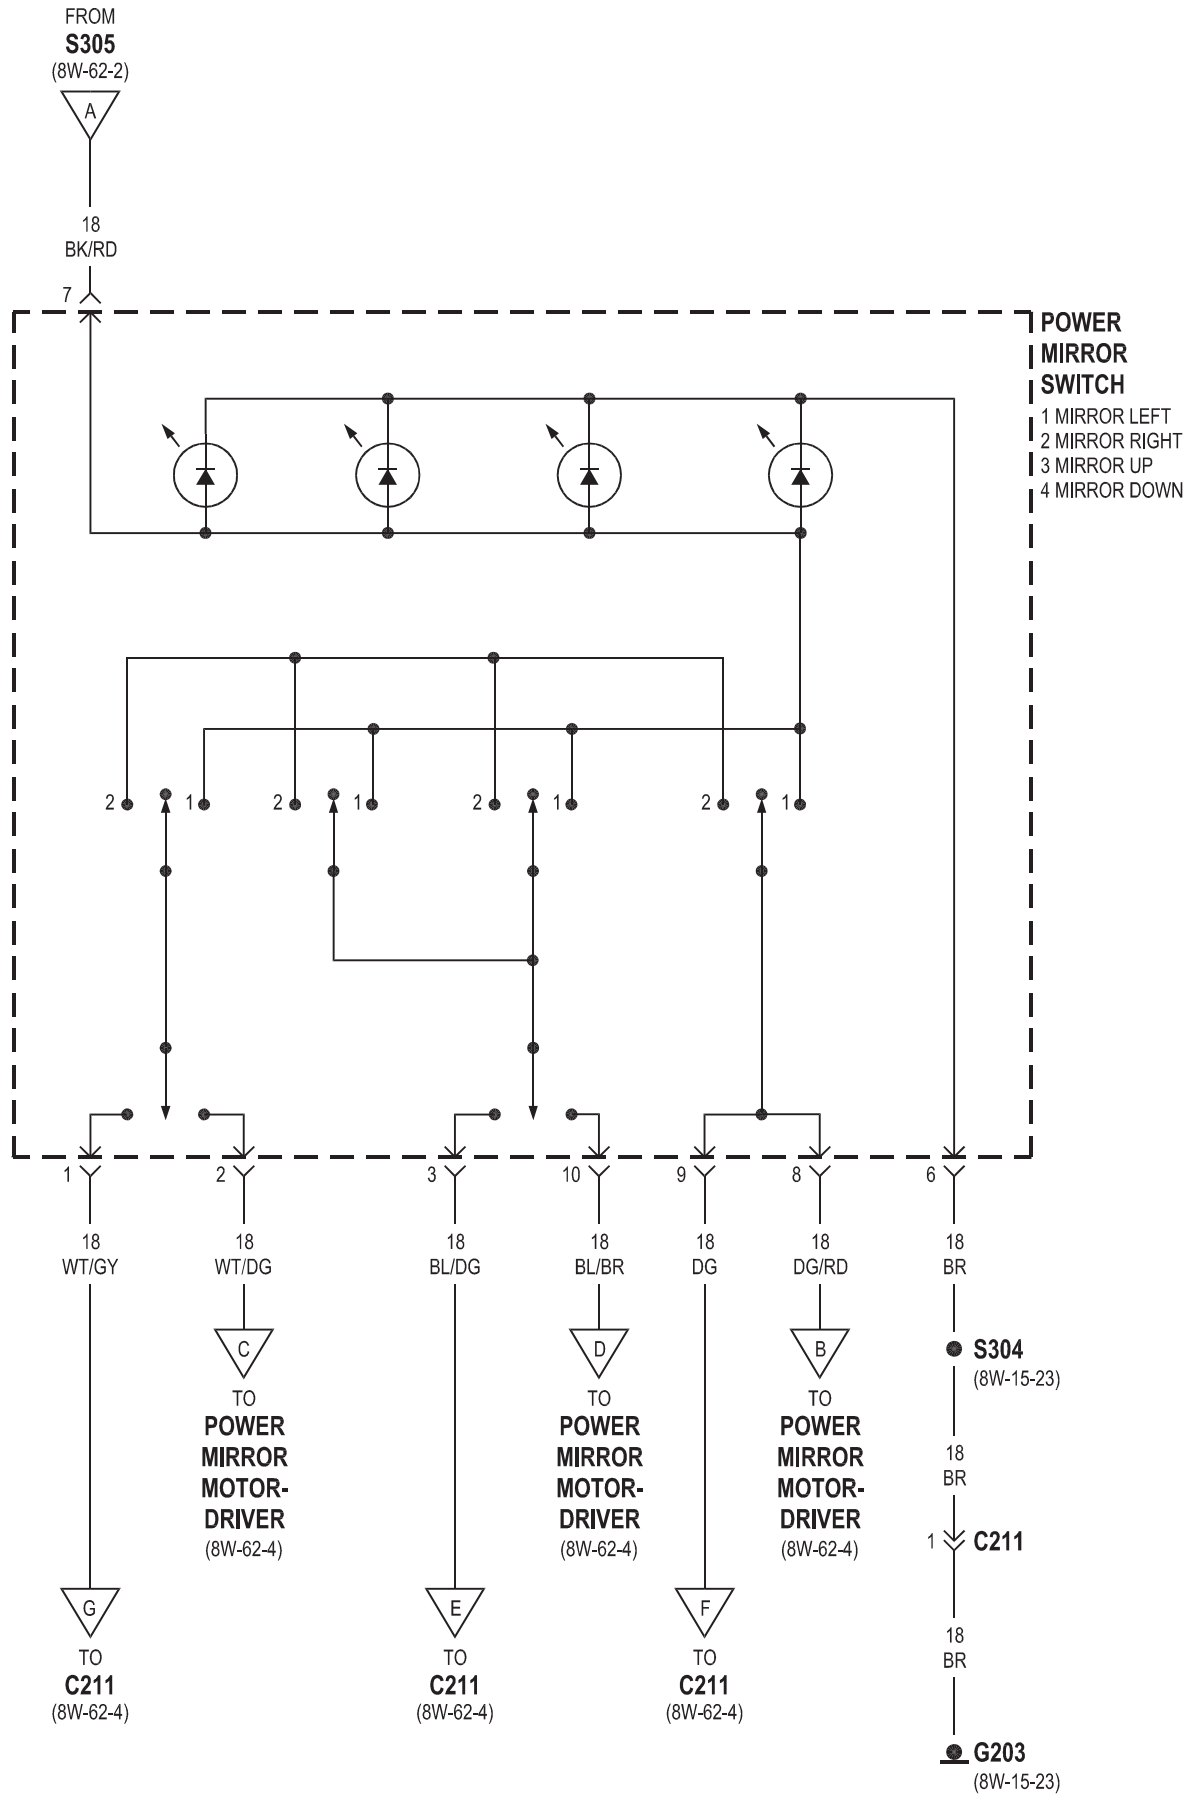 FROM
S305
(8W-62-2)
A
18
BK/RD
7
POWER
MIRROR
SWITCH
1 MIRROR LEFT
2 MIRROR RIGHT
3 MIRROR UP
4 MIRROR DOWN
2 1 2 1 2 1 2 1
1 2 3 10 9 8 6
18 18 18 18 18 18 18
WT/GY WT/DG BL/DG BL/BR DG DG/RD BR
C
TO
POWER
MIRROR
MOTOR-
DRIVER
(8W-62-4)
D
TO
POWER
MIRROR
MOTOR-
DRIVER
(8W-62-4)
B
TO
POWER
MIRROR
MOTOR-
DRIVER
(8W-62-4)
S304
(8W-15-23)
18
BR
1 C211
G
TO
C211
(8W-62-4)
E
TO
C211
(8W-62-4)
F
TO
C211
(8W-62-4)
18
BR
G203
(8W-15-23)